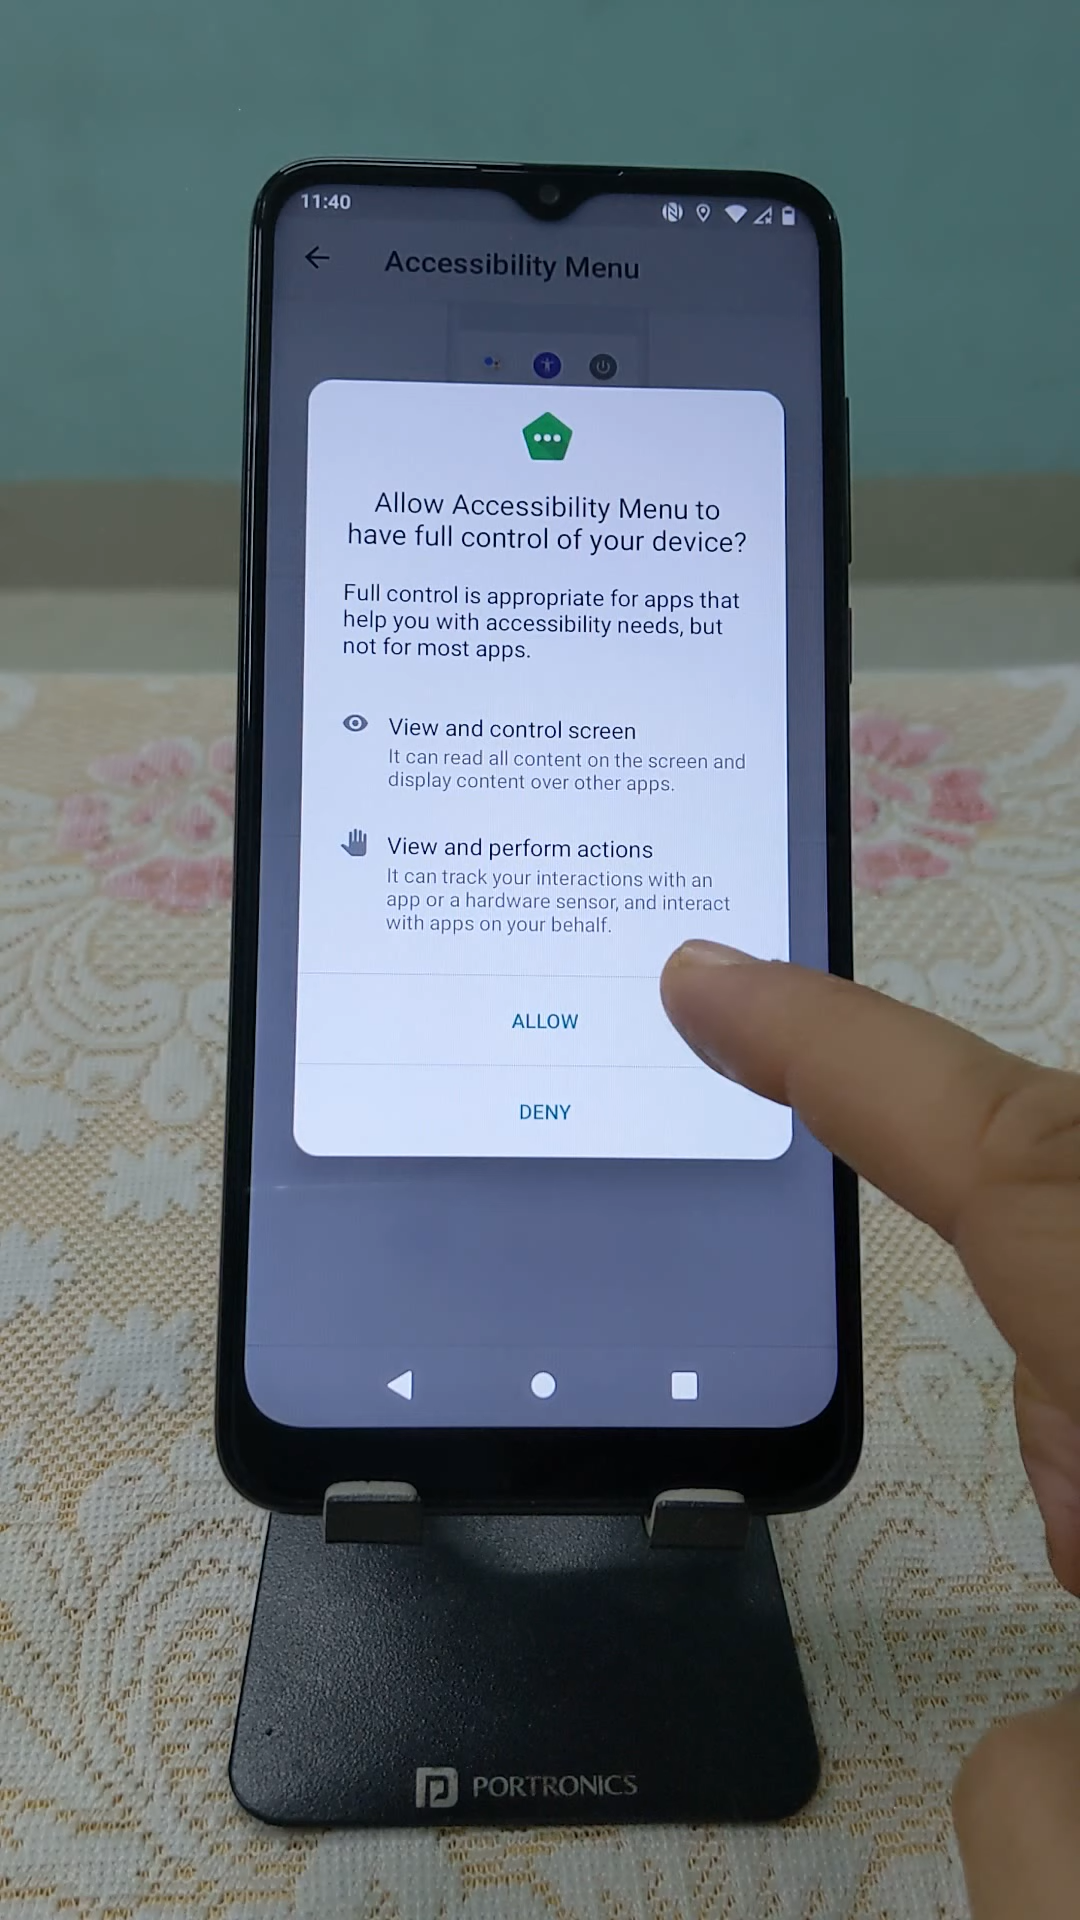 11:40
Accessibility Menu
Allow Accessibility Menu to
have full control of your device?
Full control is appropriate for apps that
help you with accessibility needs, but
not for most apps.
View and control screen
It can read all content on the screen and
display content over other apps.
View and perform actions
It can track your interactions with an
app or a hardware sensor, and interact
with apps on your behalf.
ALLOW
DENY
PORTRONICS